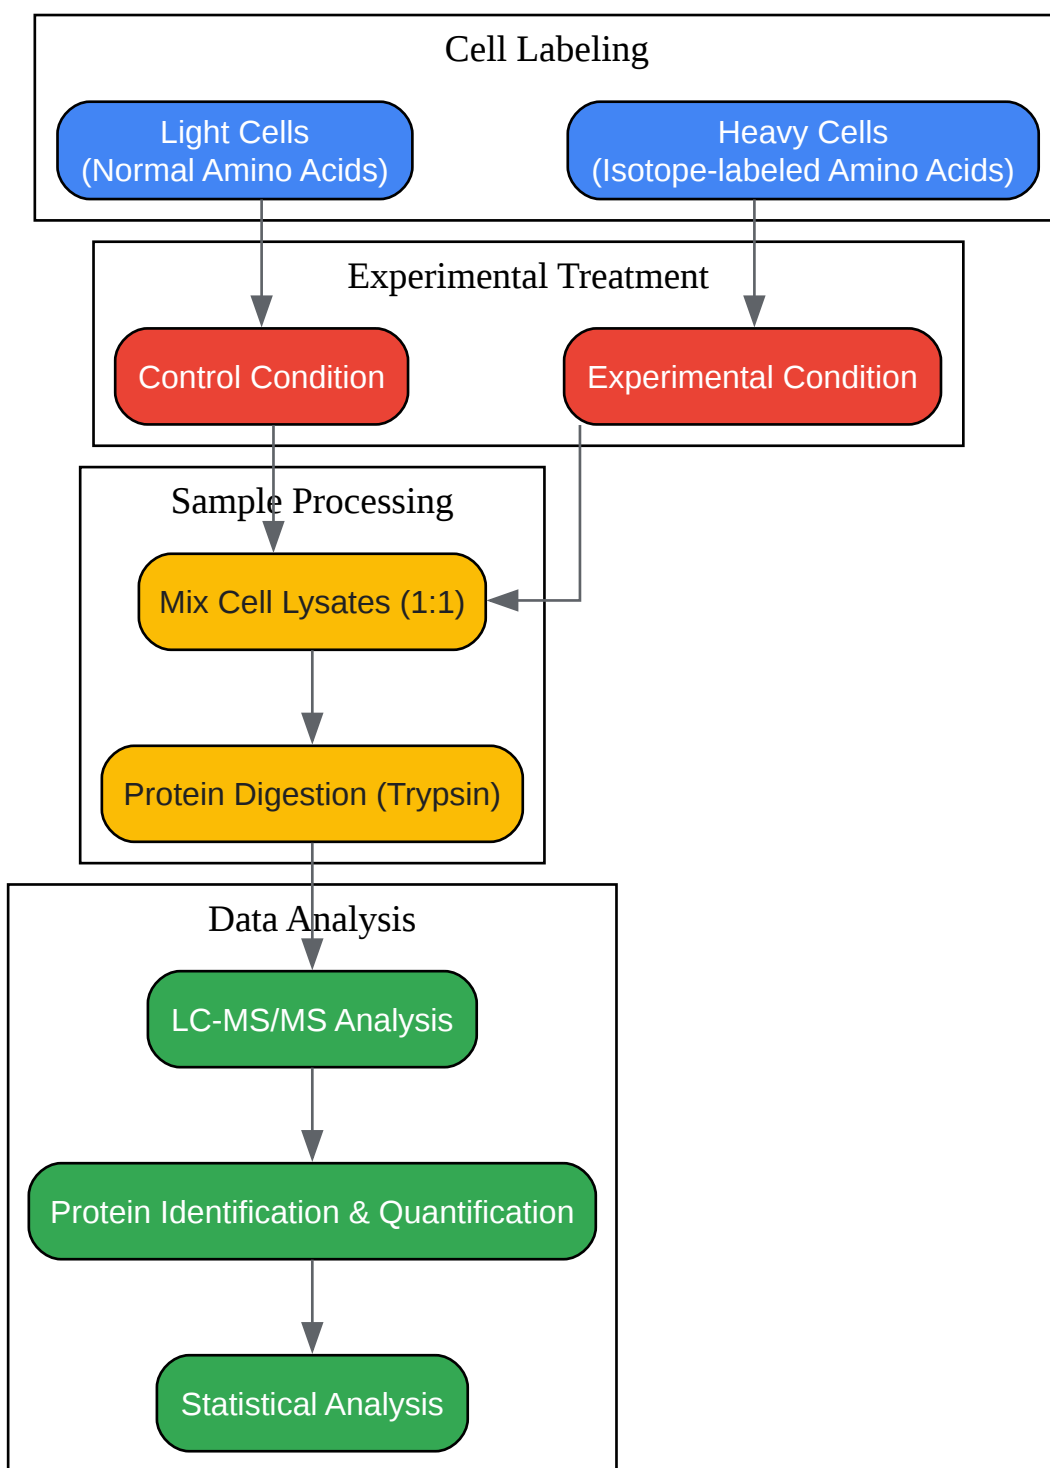 Cell Labeling
Light Cells
(Normal Amino Acids)
Heavy Cells
(Isotope-labeled Amino Acids)
Experimental Treatment
Control Condition
Experimental Condition
Sample Processing
Mix Cell Lysates (1:1)
Protein Digestion (Trypsin)
Data Analysis
LC-MS/MS Analysis
Protein Identification & Quantification
Statistical Analysis